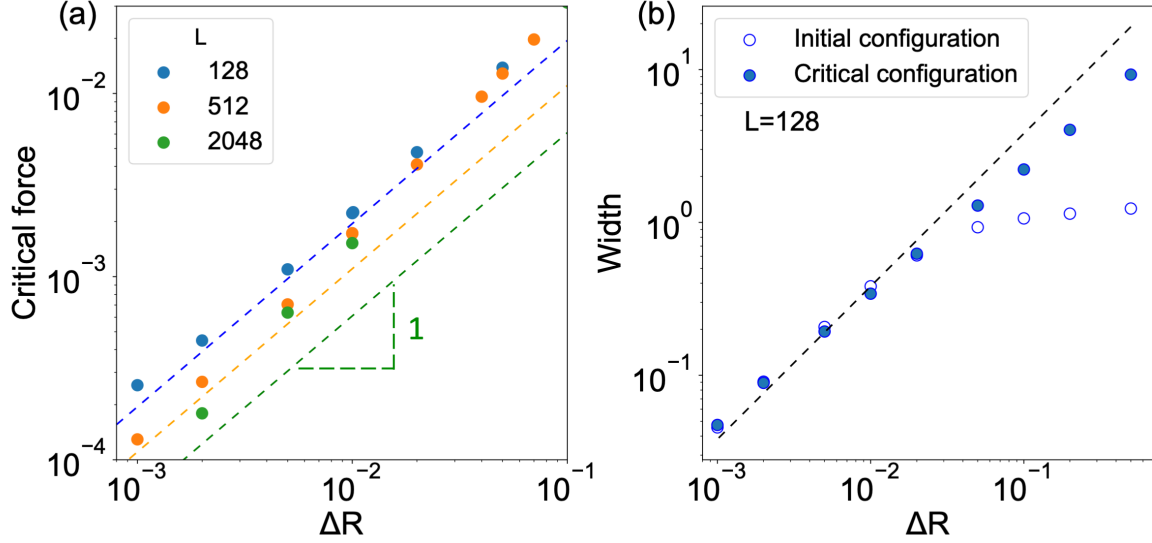 (a)
L
128
512
2048
10⁻²
10⁻³
10⁻⁴
Critical force
1
10⁻³
10⁻²
10⁻¹
ΔR
(b)
Initial configuration
Critical configuration
L=128
10¹
10⁰
10⁻¹
Width
10⁻³
10⁻²
10⁻¹
ΔR